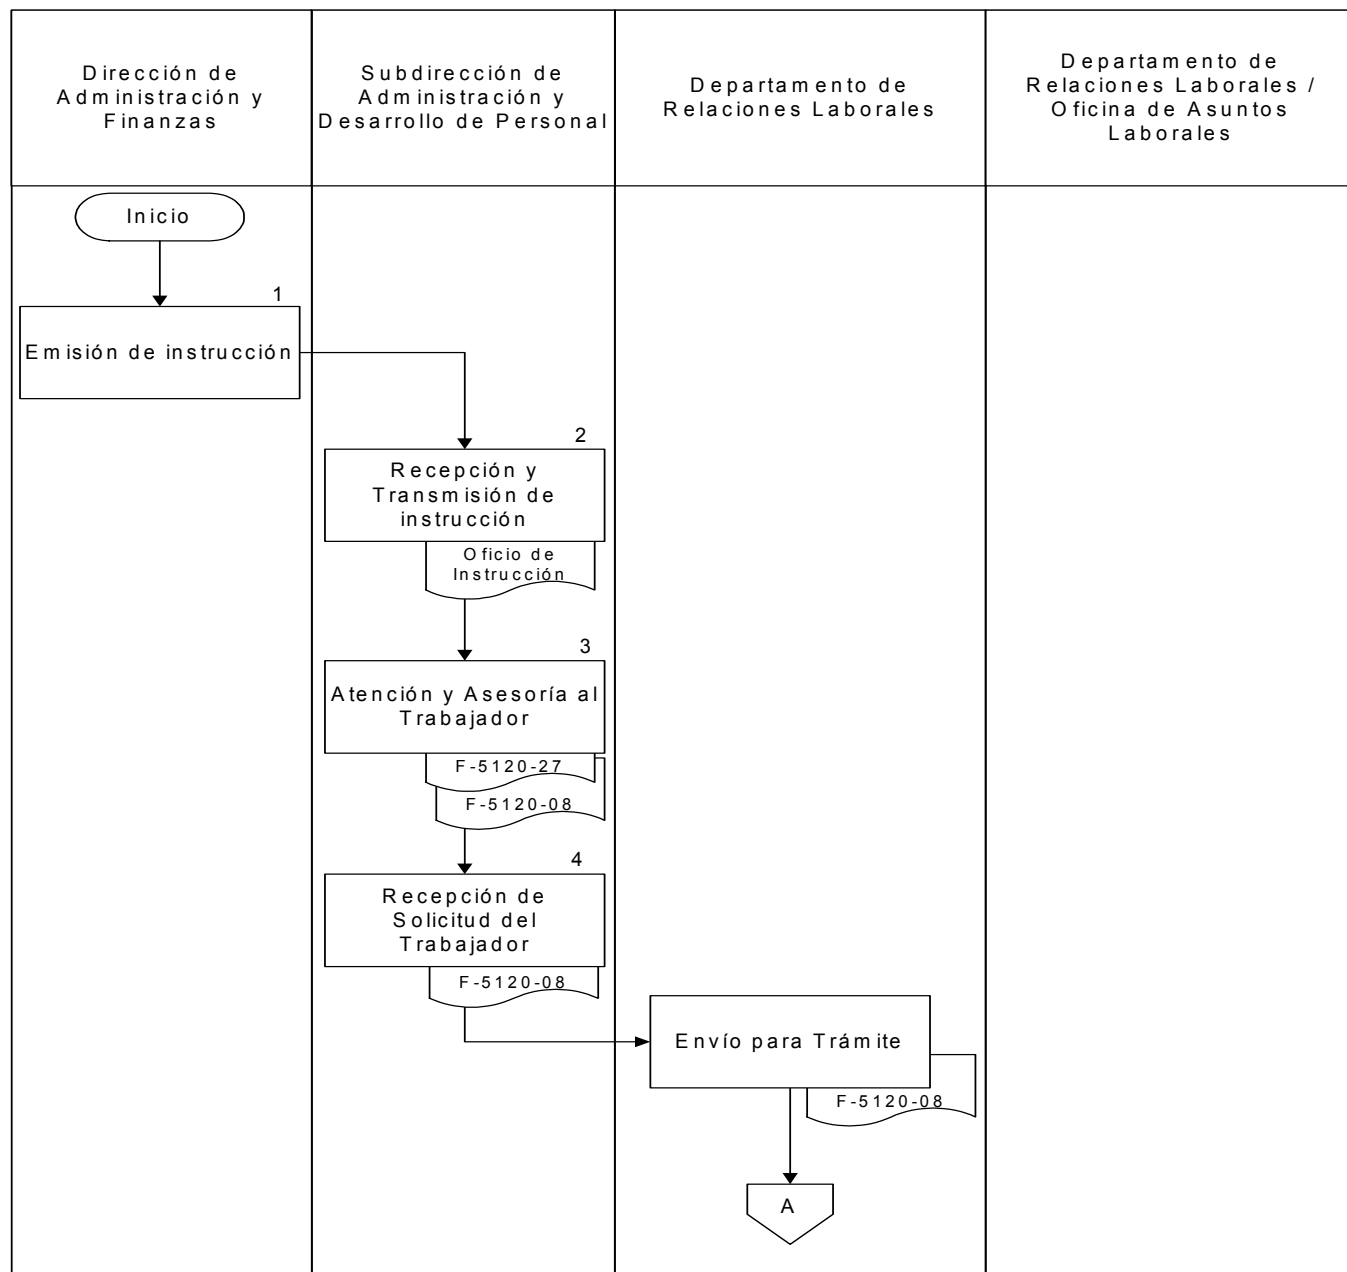 Dirección de
Administración y
Finanzas
Subdirección de
Administración y
Desarrollo de Personal
Departamento de
Relaciones Laborales
Departamento de
Relaciones Laborales /
Oficina de Asuntos
Laborales
Inicio
1
Emisión de instrucción
2
Recepción y
Transmisión de
instrucción
Oficio de
Instrucción
3
Atención y Asesoría al
Trabajador
F-5120-27
F-5120-08
4
Recepción de
Solicitud del
Trabajador
F-5120-08
Envío para Trámite
F-5120-08
A